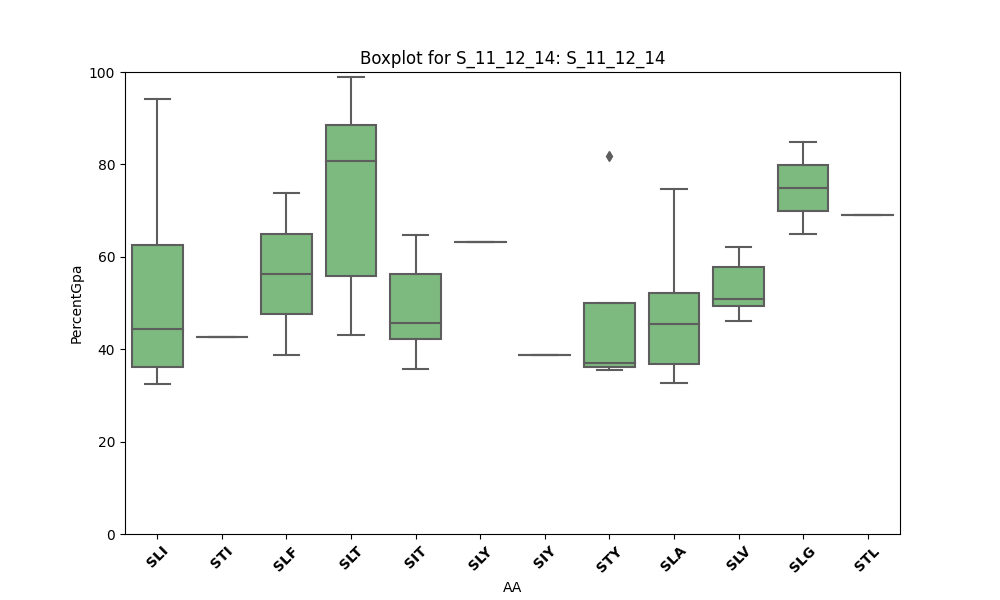 Boxplot for S_11_12_14: S_11_12_14
100
80
60
40
20
0
PercentGpa
SLI STI SLF SLT SIT SLY SIY STY SLA SLV SLG STL
AA